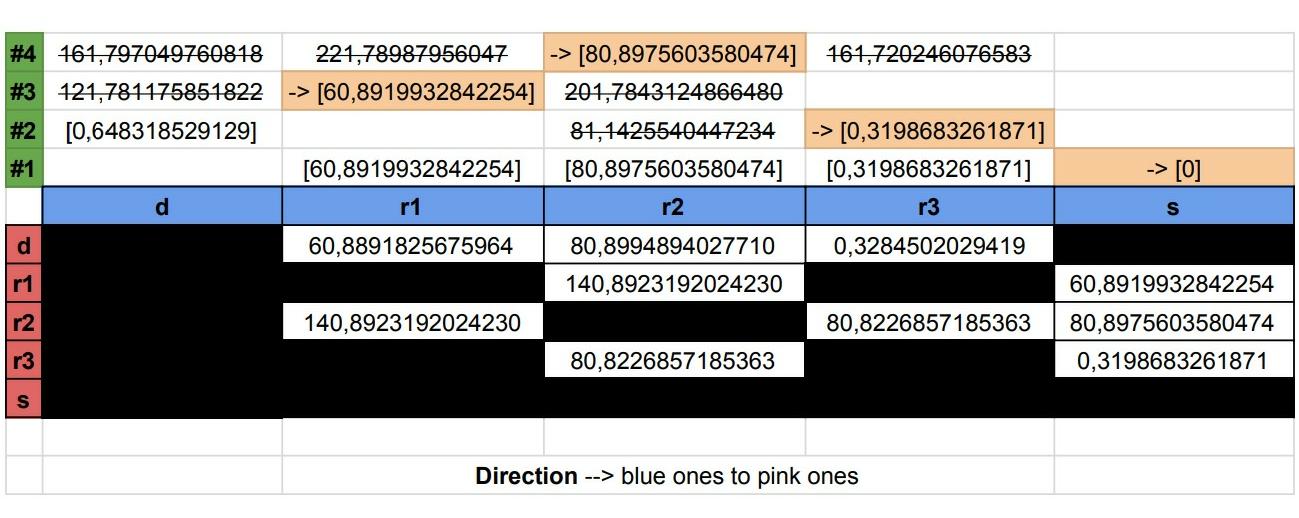 #4 161,797049760818 221,78987956047 -> [80,8975603580474] 161,720246076583
#3 121,781175851822 -> [60,8919932842254] 201,7843124866480
#2 [0,648318529129] 81,1425540447234 -> [0,3198683261871]
#1 [60,8919932842254] [80,8975603580474] [0,319868326​1871] -> [0]
d r1 r2 r3 s
d 60,8891825675964 80,8994894027710 0,3284502029419
r1 140,8923192024230 60,8919932842254
r2 140,8923192024230 80,8226857185363 80,8975603580474
r3 80,8226857185363 0,3198683261871
s
Direction --> blue ones to pink ones